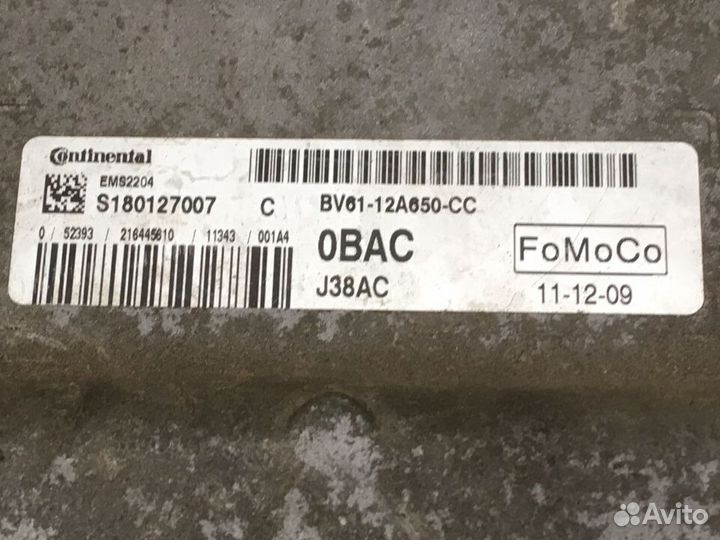 Continental
EMS2204
S180127007 C
BV61-12A650-CC
0 / 52393 / 216445610 / 11343 / 001A4
0BAC
J38AC
FoMoCo
11-12-09
Avito